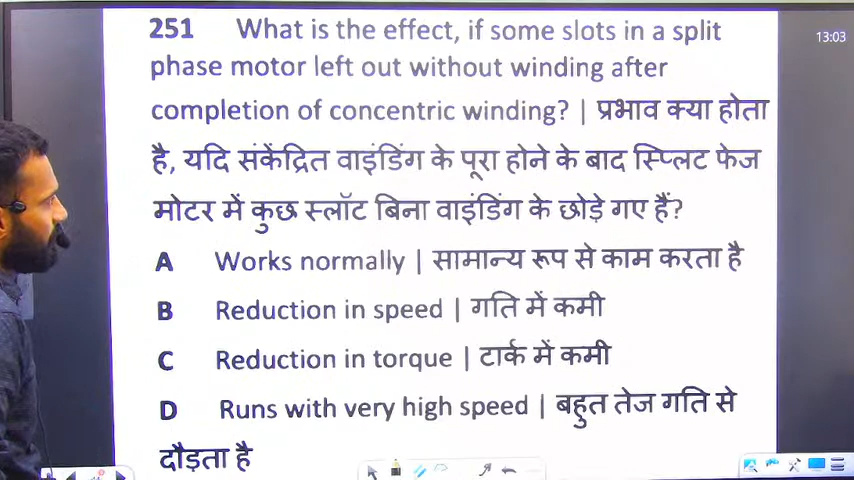 251 What is the effect, if some slots in a split
13:03
phase motor left out without winding after
completion of concentric winding? | प्रभाव क्या होता
है, यदि संकेंद्रित वाइंडिंग के पूरा होने के बाद स्प्लिट फेज
मोटर में कुछ स्लॉट बिना वाइंडिंग के छोड़े गए हैं?
A Works normally | सामान्य रूप से काम करता है
B Reduction in speed | गति में कमी
C Reduction in torque | टार्क में कमी
D Runs with very high speed | बहुत तेज गति से
दौड़ता है